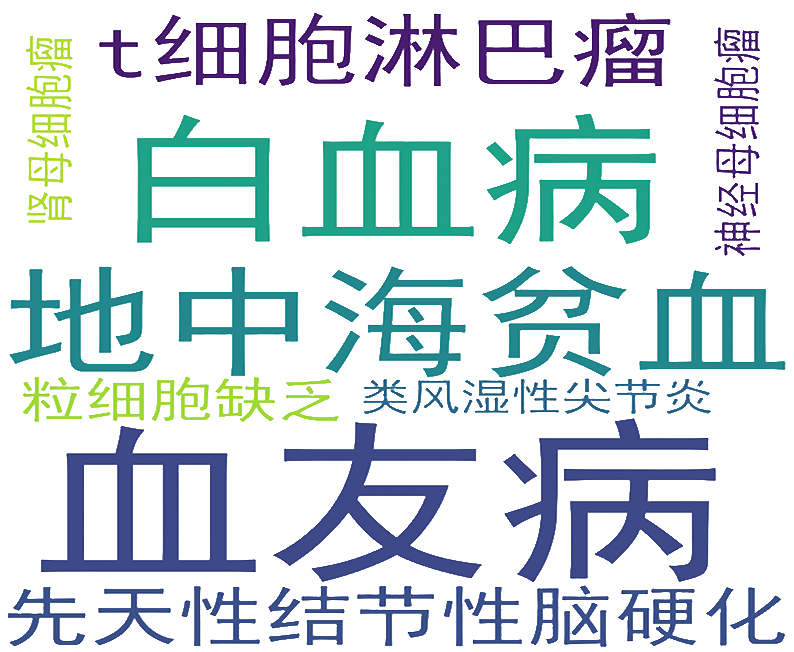 t细胞淋巴瘤
肾母细胞瘤
神经母细胞瘤
白血病
地中海贫血
粒细胞缺乏
类风湿性尖节炎
血友病
先天性结节性脑硬化